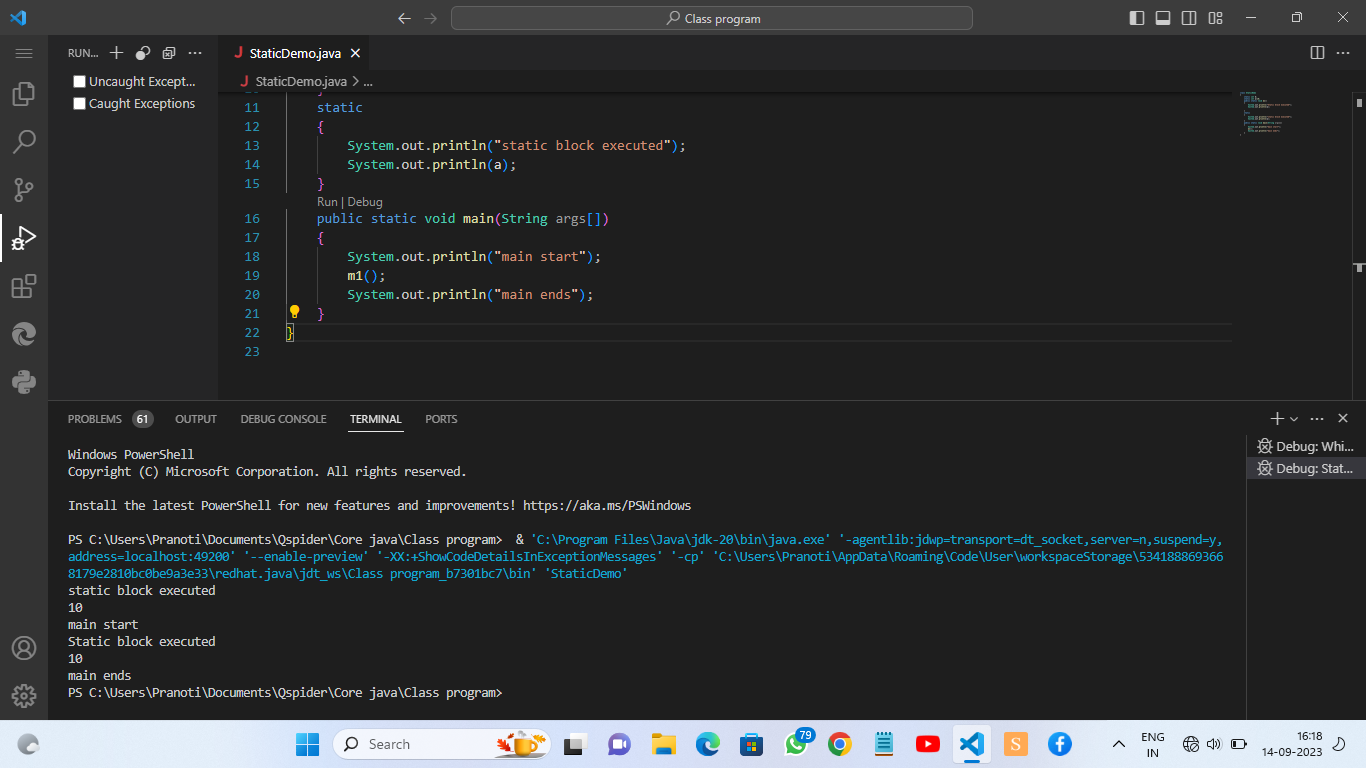 Class program
RUN...
StaticDemo.java
Uncaught Except...
Caught Exceptions
StaticDemo.java > ...
11 static
12 {
13 System.out.println("static block executed");
14 System.out.println(a);
15 }
Run | Debug
16 public static void main(String args[])
17 {
18 System.out.println("main start");
19 m1();
20 System.out.println("main ends");
21 }
22 }
23
PROBLEMS 61 OUTPUT DEBUG CONSOLE TERMINAL PORTS
Debug: Whi...
Debug: Stat...
Windows PowerShell
Copyright (C) Microsoft Corporation. All rights reserved.
Install the latest PowerShell for new features and improvements! https://aka.ms/PSWindows
PS C:\Users\Pranoti\Documents\Qspider\Core java\Class program> & 'C:\Program Files\Java\jdk-20\bin\java.exe' '-agentlib:jdwp=transport=dt_socket,server=n,suspend=y,
address=localhost:49200' '--enable-preview' '-XX:+ShowCodeDetailsInExceptionMessages' '-cp' 'C:\Users\Pranoti\AppData\Roaming\Code\User\workspaceStorage\534188869366
8179e2810bc0be9a3e33\redhat.java\jdt_ws\Class program_b7301bc7\bin' 'StaticDemo'
static block executed
10
main start
Static block executed
10
main ends
PS C:\Users\Pranoti\Documents\Qspider\Core java\Class program>
Search
79
S
ENG
IN
16:18
14-09-2023